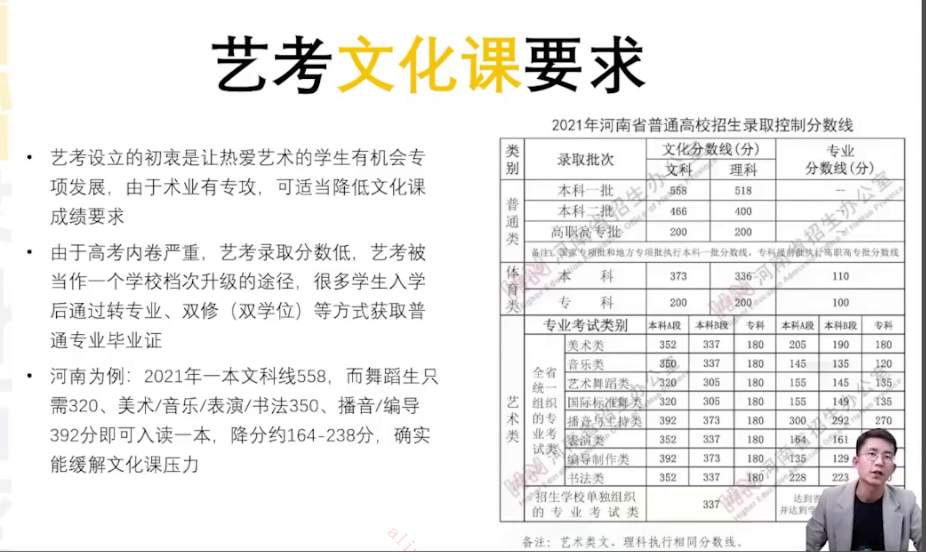 艺考文化课要求
• 艺考设立的初衷是让热爱艺术的学生有机会专
项发展，由于术业有专攻，可适当降低文化课
成绩要求
• 由于高考内卷严重，艺考录取分数低，艺考被
当作一个学校档次升级的途径，很多学生入学
后通过转专业、双修（双学位）等方式获取普
通专业毕业证
• 河南为例：2021年一本文科线558，而舞蹈生只
需320、美术/音乐/表演/书法350、播音/编导
392分即可入读一本，降分约164-238分，确实
能缓解文化课压力
2021年河南省普通高校招生录取控制分数线
类别 录取批次 文化分数线(分) 专业分数线(分)
文科 理科
普通类
本科一批 558 518 —
本科二批 466 400
高职高专批 200 200
备注：国家专项批和地方专项批执行本科一批分数线，专科提前批执行高职高专批分数线
体育类
本 科 373 336 110
专 科 200 200 100
艺术类
专业考试类别 本科A段 本科B段 专科 本科A段 本科B段 专科
全省统一组织的专业考试类
美术类 352 337 180 205 190 180
音乐类 350 337 180 145 135 120
艺术舞蹈类 320 305 180 155 145 135
国际标准舞类 320 305 180 155 149 135
播音与主持类 392 373 180 300 292 270
表演类 352 337 180 164 161
编导制作类 392 373 180 135 129
书法类 352 337 180 228 223
招生学校单独组织的专业考试类 337 达到
并达到
备注：艺术类文、理科执行相同分数线。
河南省招生办公室